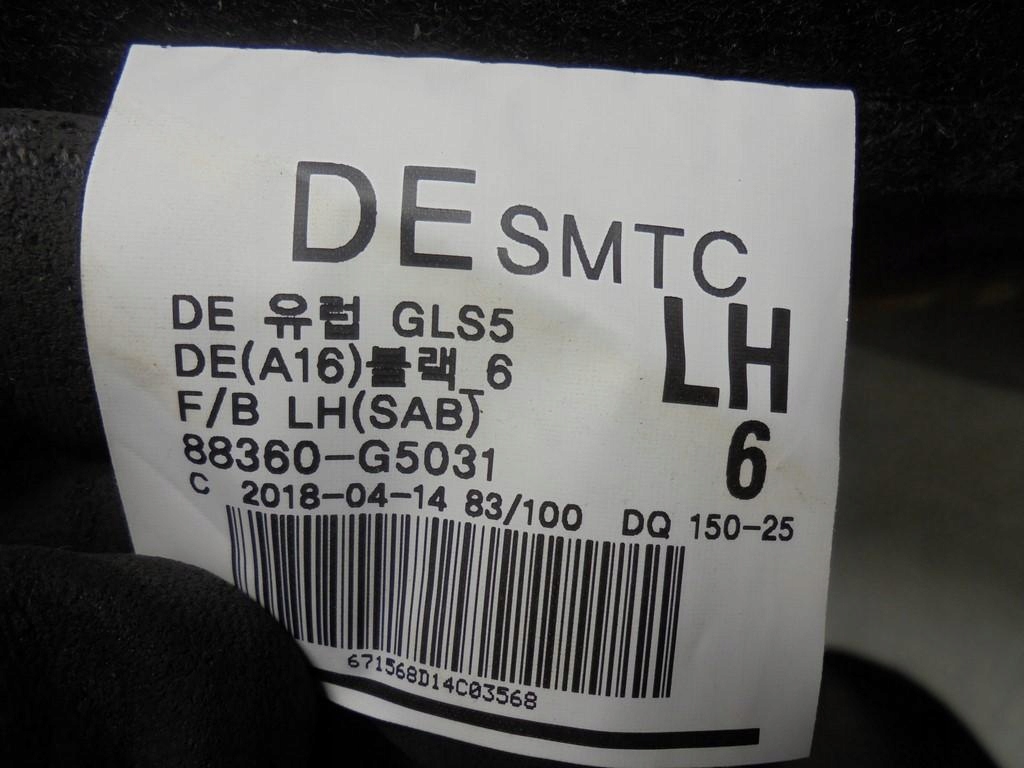 DE SMTC
DE 유럽 GLS5
LH
DE(A16)블랙_6
F/B LH(SAB)
6
88360-G5031
C 2018-04-14 83/100 DQ 150-25
671568D14C03568